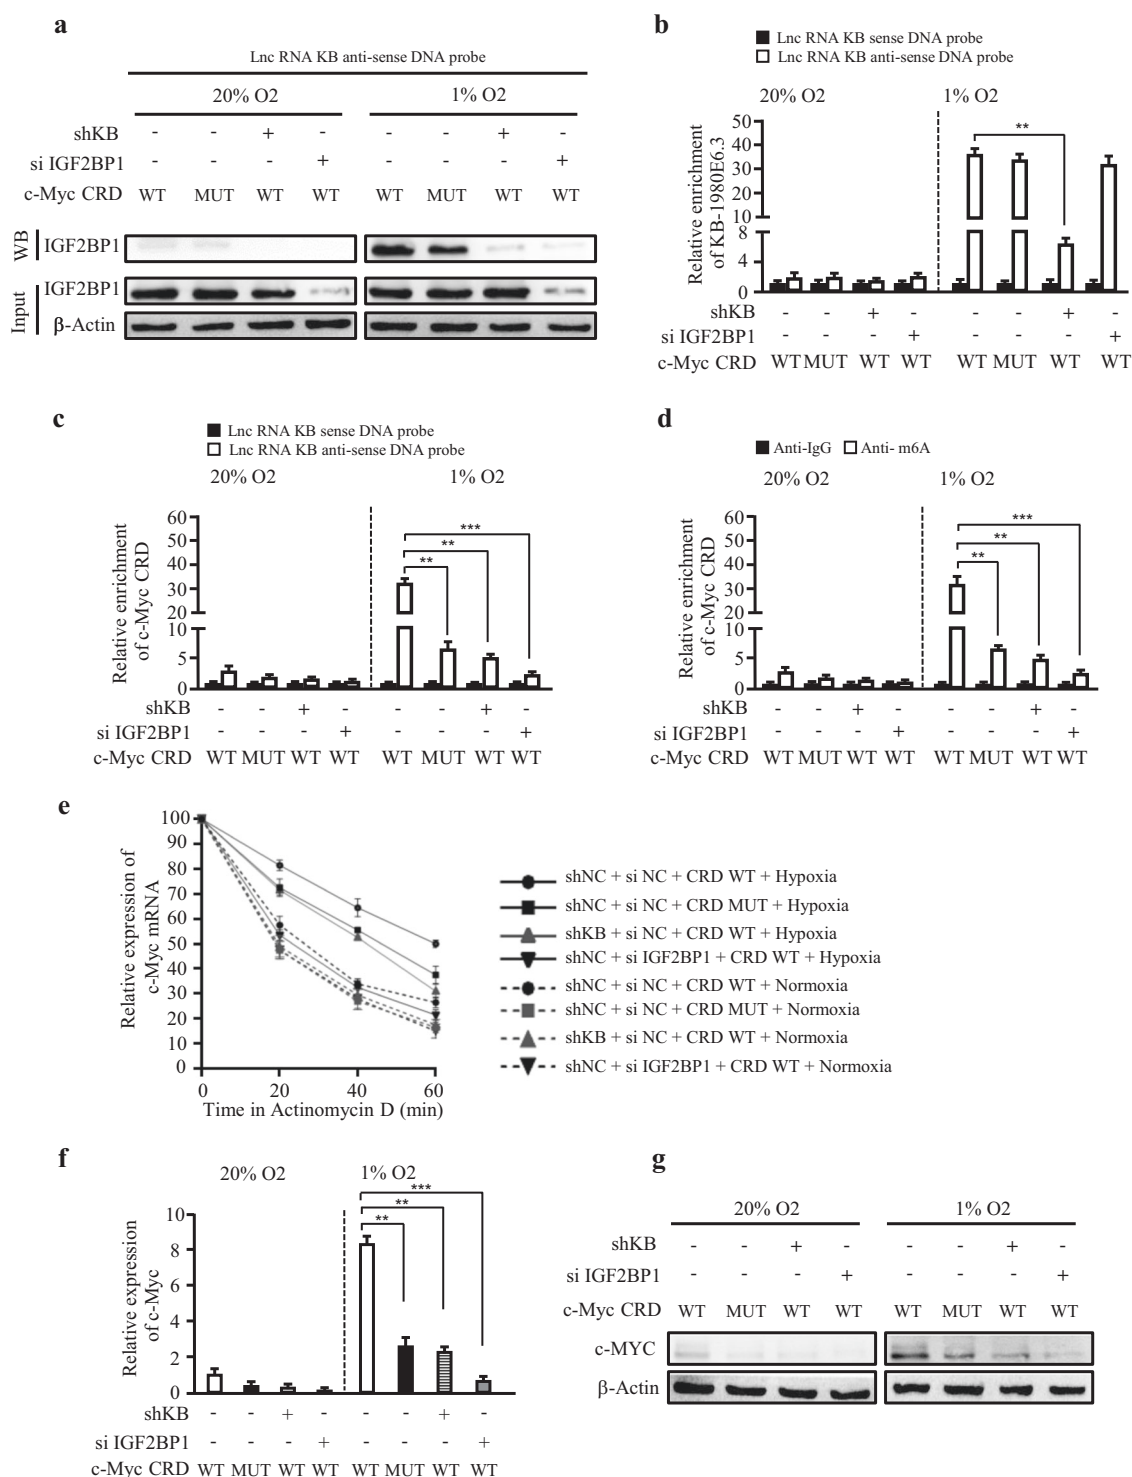 a
Lnc RNA KB anti-sense DNA probe
20% O2 1% O2
shKB - - + - - - + -
si IGF2BP1 - - - + - - - +
c-Myc CRD WT MUT WT WT WT MUT WT WT
WB IGF2BP1
Input IGF2BP1
β-Actin
b
Lnc RNA KB sense DNA probe
Lnc RNA KB anti-sense DNA probe
20% O2 1% O2
Relative enrichment
of KB-1980E6.3
50
40
30
20
10
8
4
0
**
shKB - - + - - - + -
si IGF2BP1 - - - + - - - +
c-Myc CRD WT MUT WT WT WT MUT WT WT
c
Lnc RNA KB sense DNA probe
Lnc RNA KB anti-sense DNA probe
20% O2 1% O2
Relative enrichment
of c-Myc CRD
60
50
40
30
20
10
5
0
***
**
**
shKB - - + - - - + -
si IGF2BP1 - - - + - - - +
c-Myc CRD WT MUT WT WT WT MUT WT WT
d
Anti-IgG Anti- m6A
20% O2 1% O2
Relative enrichment
of c-Myc CRD
60
50
40
30
20
10
5
0
***
**
**
shKB - - + - - - + -
si IGF2BP1 - - - + - - - +
c-Myc CRD WT MUT WT WT WT MUT WT WT
e
Relative expression of
c-Myc mRNA
100
90
80
70
60
50
40
30
20
10
0
0 20 40 60
Time in Actinomycin D (min)
shNC + si NC + CRD WT + Hypoxia
shNC + si NC + CRD MUT + Hypoxia
shKB + si NC + CRD WT + Hypoxia
shNC + si IGF2BP1 + CRD WT + Hypoxia
shNC + si NC + CRD WT + Normoxia
shNC + si NC + CRD MUT + Normoxia
shKB + si NC + CRD WT + Normoxia
shNC + si IGF2BP1 + CRD WT + Normoxia
f
20% O2 1% O2
Relative expression
of c-Myc
10
8
6
4
2
0
***
**
**
shKB - - + - - - + -
si IGF2BP1 - - - + - - - +
c-Myc CRD WT MUT WT WT WT MUT WT WT
g
20% O2 1% O2
shKB - - + - - - + -
si IGF2BP1 - - - + - - - +
c-Myc CRD WT MUT WT WT WT MUT WT WT
c-MYC
β-Actin